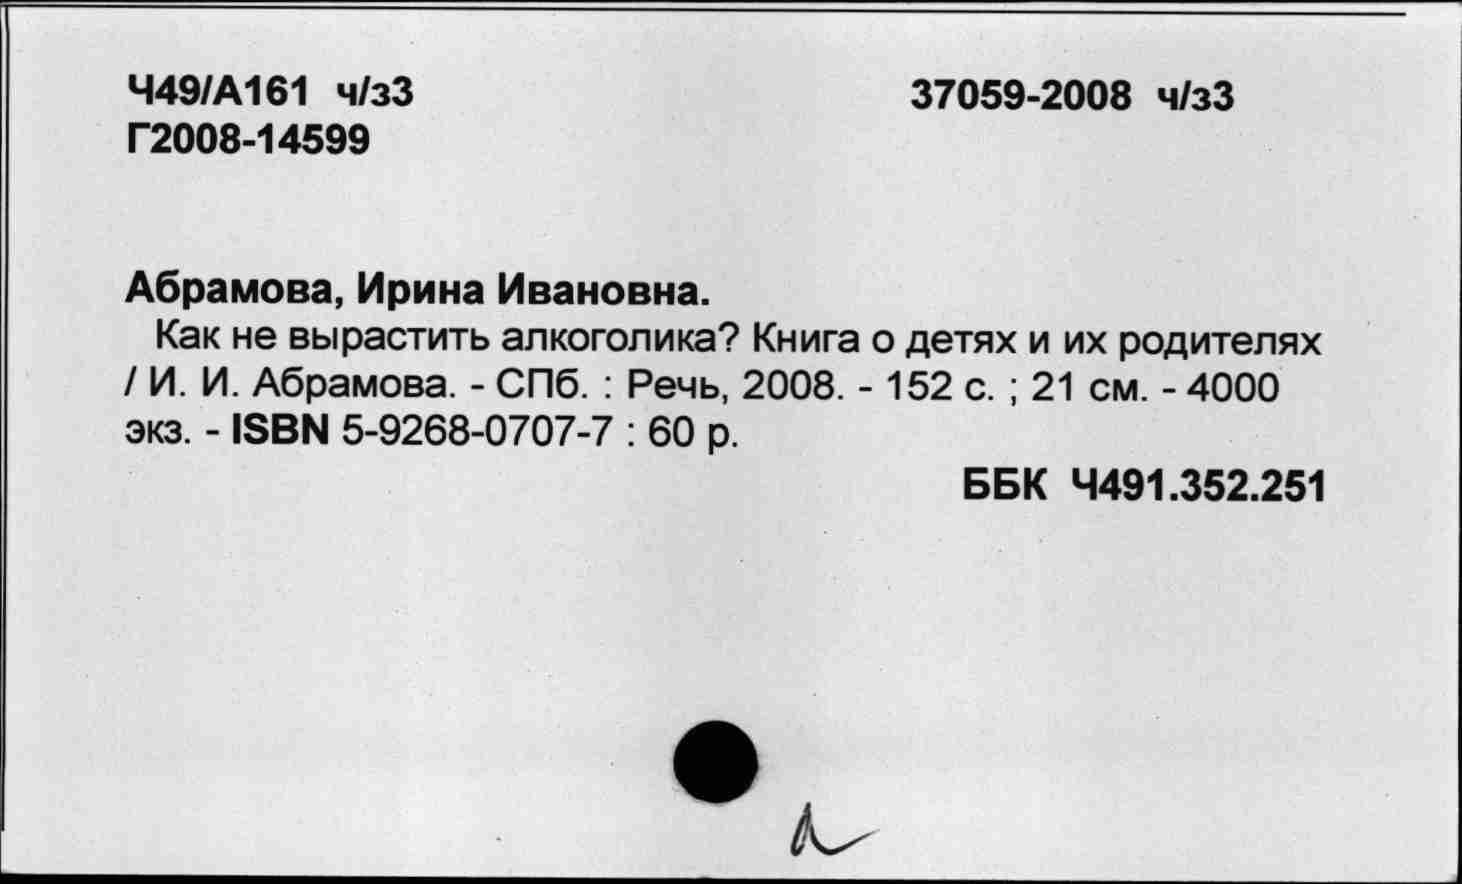 Ч49/А161 ч/з3
37059-2008 ч/з3
Г2008-14599
Абрамова, Ирина Ивановна.
Как не вырастить алкоголика? Книга о детях и их родителях
/ И. И. Абрамова. - СПб. : Речь, 2008. - 152 с. ; 21 см. - 4000
экз. - ISBN 5-9268-0707-7 : 60 р.
ББК Ч491.352.251